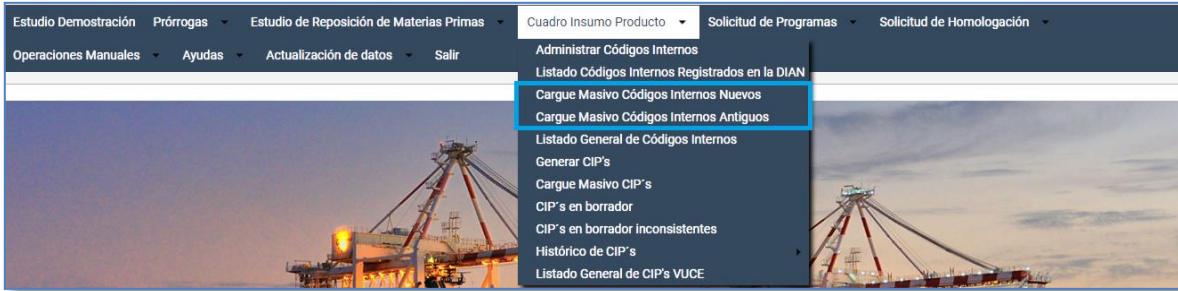 Estudio Demostración Prórrogas Estudio de Reposición de Materias Primas Cuadro Insumo Producto Solicitud de Programas Solicitud de Homologación
Operaciones Manuales Ayudas Actualización de datos Salir
Administrar Códigos Internos
Listado Códigos Internos Registrados en la DIAN
Cargue Masivo Códigos Internos Nuevos
Cargue Masivo Códigos Internos Antiguos
Listado General de Códigos Internos
Generar CIP's
Cargue Masivo CIP´s
CIP´s en borrador
CIP´s en borrador inconsistentes
Histórico de CIP´s
Listado General de CIP's VUCE